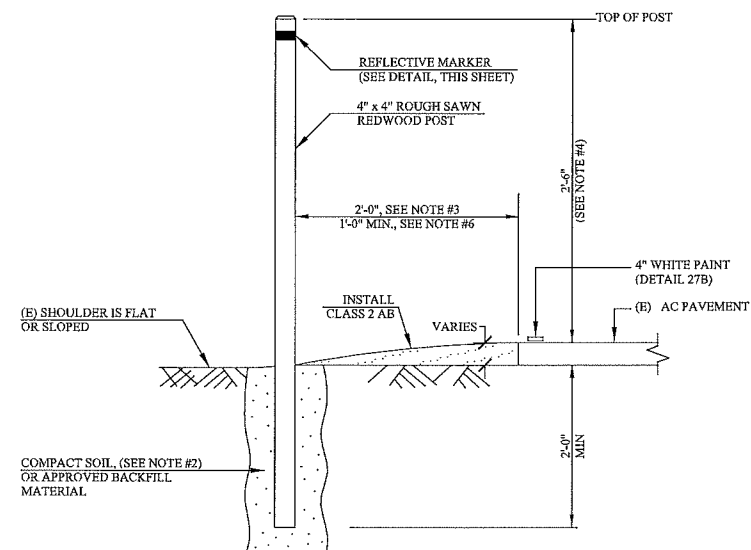 TOP OF POST
REFLECTIVE MARKER
(SEE DETAIL, THIS SHEET)
4" x 4" ROUGH SAWN
REDWOOD POST
2'-6"
(SEE NOTE #4)
2'-0", SEE NOTE #3
1'-0" MIN., SEE NOTE #6
4" WHITE PAINT
(DETAIL 27B)
(E) AC PAVEMENT
INSTALL
CLASS 2 AB
VARIES
(E) SHOULDER IS FLAT
OR SLOPED
2'-0"
MIN
COMPACT SOIL, (SEE NOTE #2)
OR APPROVED BACKFILL
MATERIAL